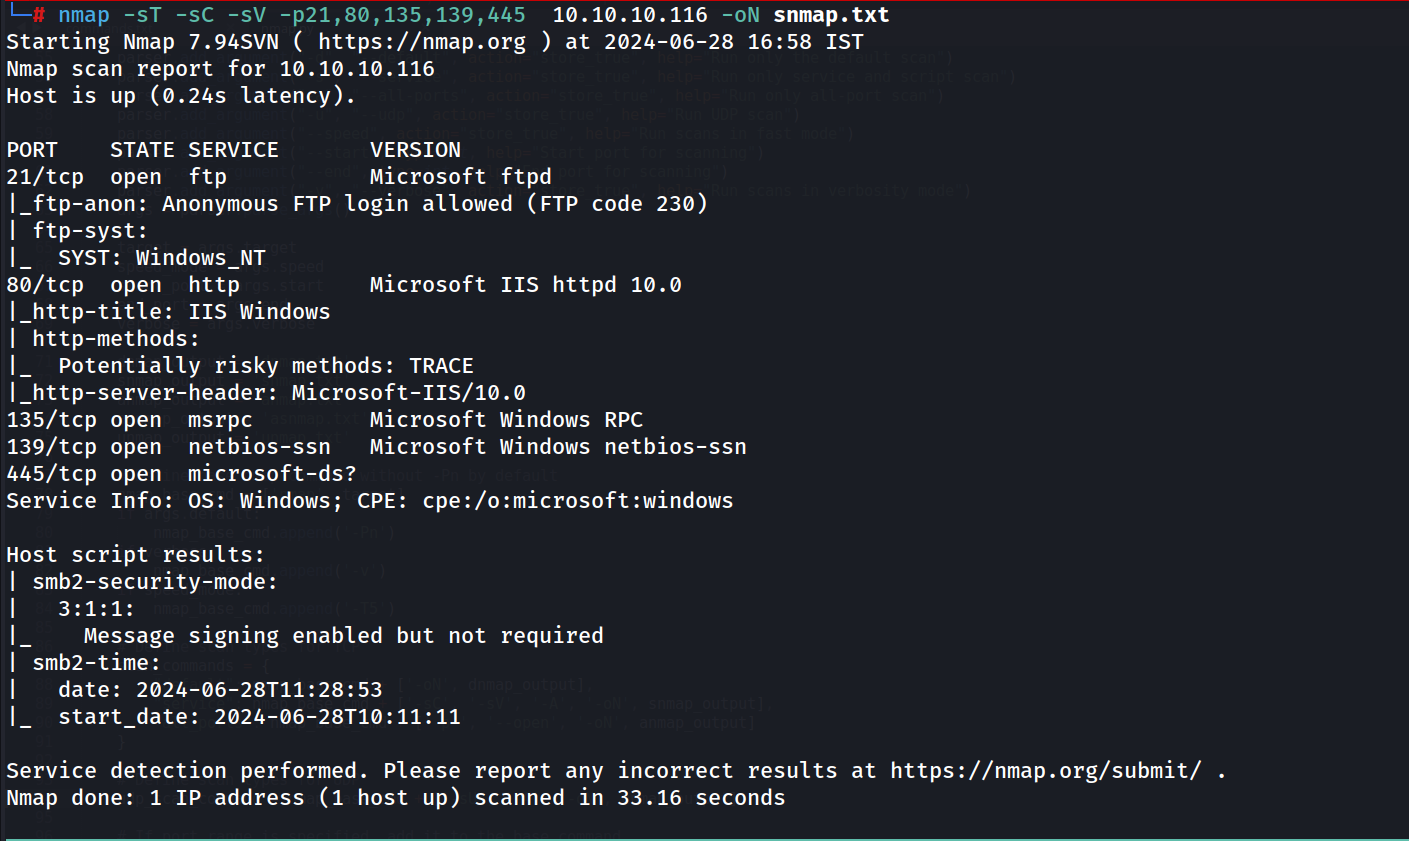 └─# nmap -sT -sC -sV -p21,80,135,139,445  10.10.10.116 -oN snmap.txt
Starting Nmap 7.94SVN ( https://nmap.org ) at 2024-06-28 16:58 IST
Nmap scan report for 10.10.10.116
Host is up (0.24s latency).

PORT    STATE SERVICE       VERSION
21/tcp  open  ftp           Microsoft ftpd
|_ftp-anon: Anonymous FTP login allowed (FTP code 230)
| ftp-syst:
|_  SYST: Windows_NT
80/tcp  open  http          Microsoft IIS httpd 10.0
|_http-title: IIS Windows
| http-methods:
|_  Potentially risky methods: TRACE
|_http-server-header: Microsoft-IIS/10.0
135/tcp open  msrpc         Microsoft Windows RPC
139/tcp open  netbios-ssn   Microsoft Windows netbios-ssn
445/tcp open  microsoft-ds?
Service Info: OS: Windows; CPE: cpe:/o:microsoft:windows

Host script results:
| smb2-security-mode:
|   3:1:1:
|_    Message signing enabled but not required
| smb2-time:
|   date: 2024-06-28T11:28:53
|_  start_date: 2024-06-28T10:11:11

Service detection performed. Please report any incorrect results at https://nmap.org/submit/ .
Nmap done: 1 IP address (1 host up) scanned in 33.16 seconds